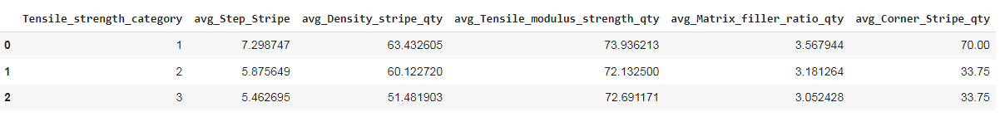 Tensile_strength_category avg_Step_Stripe avg_Density_stripe_qty avg_Tensile_modulus_strength_qty avg_Matrix_filler_ratio_qty avg_Corner_Stripe_qty
0 1 7.298747 63.432605 73.936213 3.567944 70.00
1 2 5.875649 60.122720 72.132500 3.181264 33.75
2 3 5.462695 51.481903 72.691171 3.052428 33.75